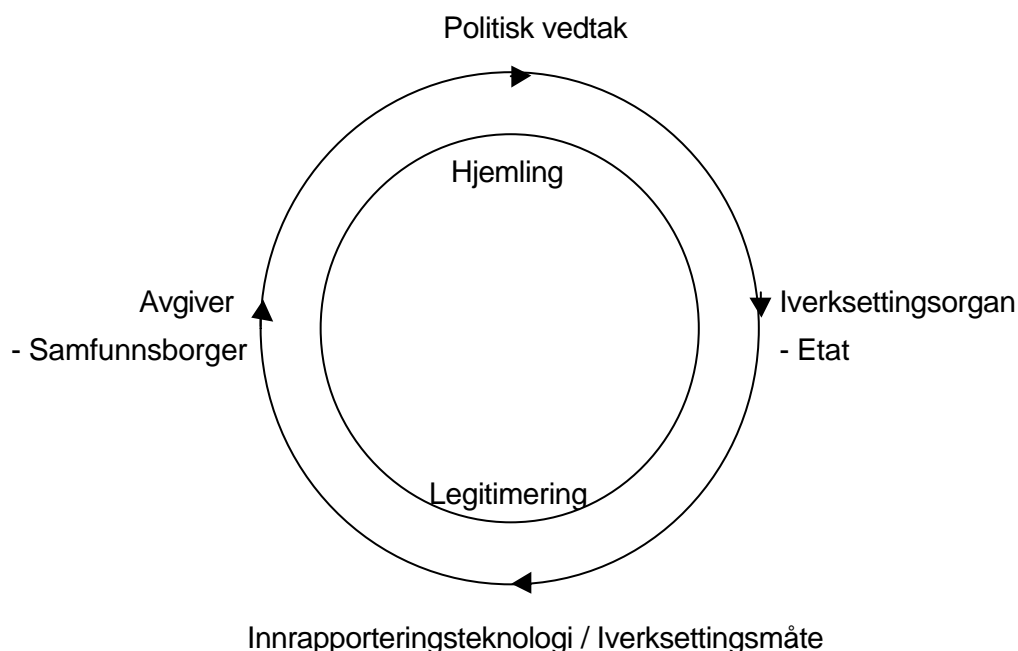 Politisk vedtak
Hjemling
Avgiver
- Samfunnsborger
Iverksettingsorgan
- Etat
Legitimering
Innrapporteringsteknologi / Iverksettingsmåte